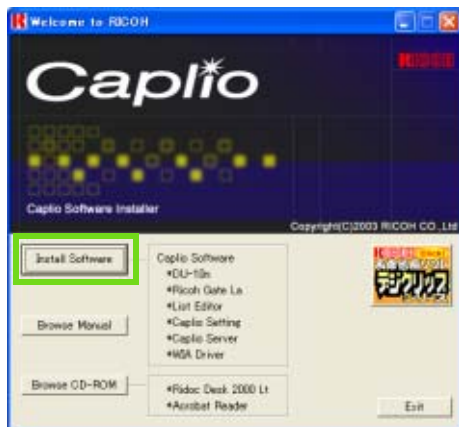 Welcome to RICOH
RICOH
Caplio
Caplio Software Installer
Copyright(C)2003 RICOH CO.,Ltd
Install Software
Caplio Software
*DU-10n
*Ricoh Gate La
*List Editor
*Caplio Setting
*Caplio Server
*WIA Driver
デジクリップ
Browse Manual
Browse CD-ROM
*Ridoc Desk 2000 Lt
*Acrobat Reader
Exit